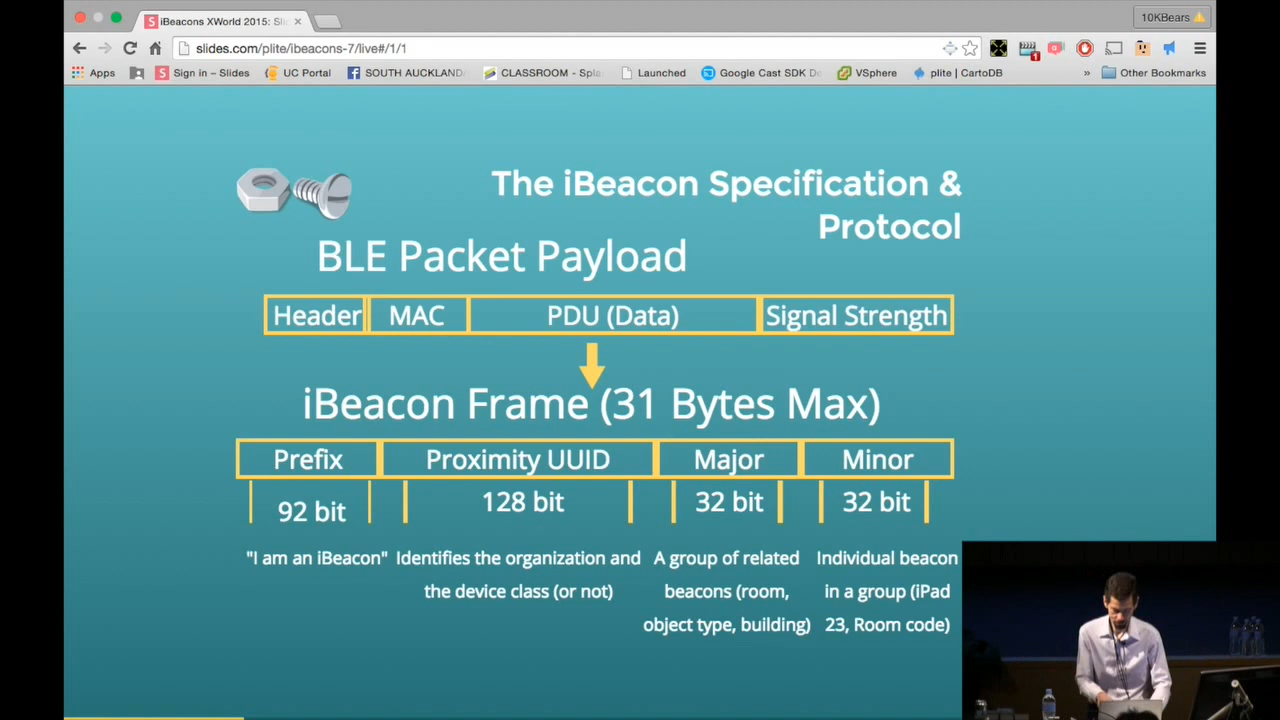 iBeacons XWorld 2015: Sli
10KBears
slides.com/plite/ibeacons-7/live#/1/1
1
Apps
Sign in – Slides
UC Portal
SOUTH AUCKLAND
CLASSROOM - Spla
Launched
Google Cast SDK De
VSphere
plite | CartoDB
»
Other Bookmarks
The iBeacon Specification &
Protocol
BLE Packet Payload
Header MAC PDU (Data) Signal Strength
iBeacon Frame (31 Bytes Max)
Prefix Proximity UUID Major Minor
92 bit 128 bit 32 bit 32 bit
"I am an iBeacon"
Identifies the organization and
the device class (or not)
A group of related
beacons (room,
object type, building)
Individual beacon
in a group (iPad
23, Room code)